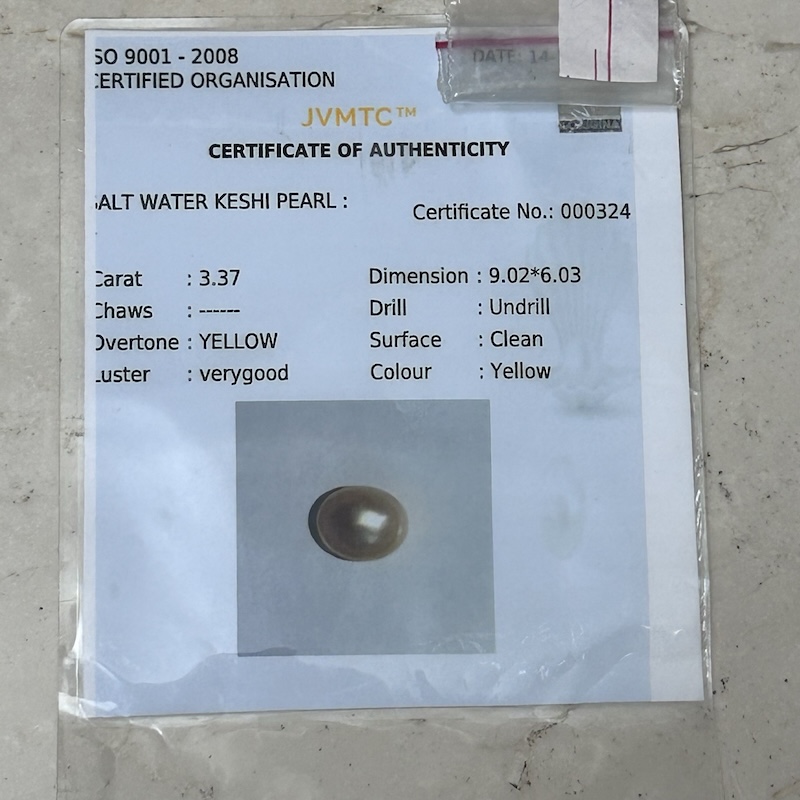 SO 9001 - 2008
CERTIFIED ORGANISATION
DATE: 14
JVMTC™
CERTIFICATE OF AUTHENTICITY
SALT WATER KESHI PEARL :
Certificate No.: 000324
Carat : 3.37
Dimension : 9.02*6.03
Chaws : ------
Drill : Undrill
Overtone : YELLOW
Surface : Clean
Luster : verygood
Colour : Yellow